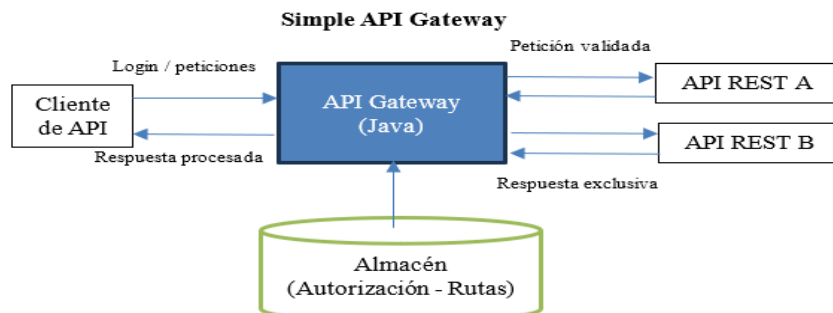 Simple API Gateway
Petición validada
Login / peticiones
Cliente
de API
API Gateway
(Java)
API REST A
API REST B
Respuesta procesada
Respuesta exclusiva
Almacén
(Autorización - Rutas)